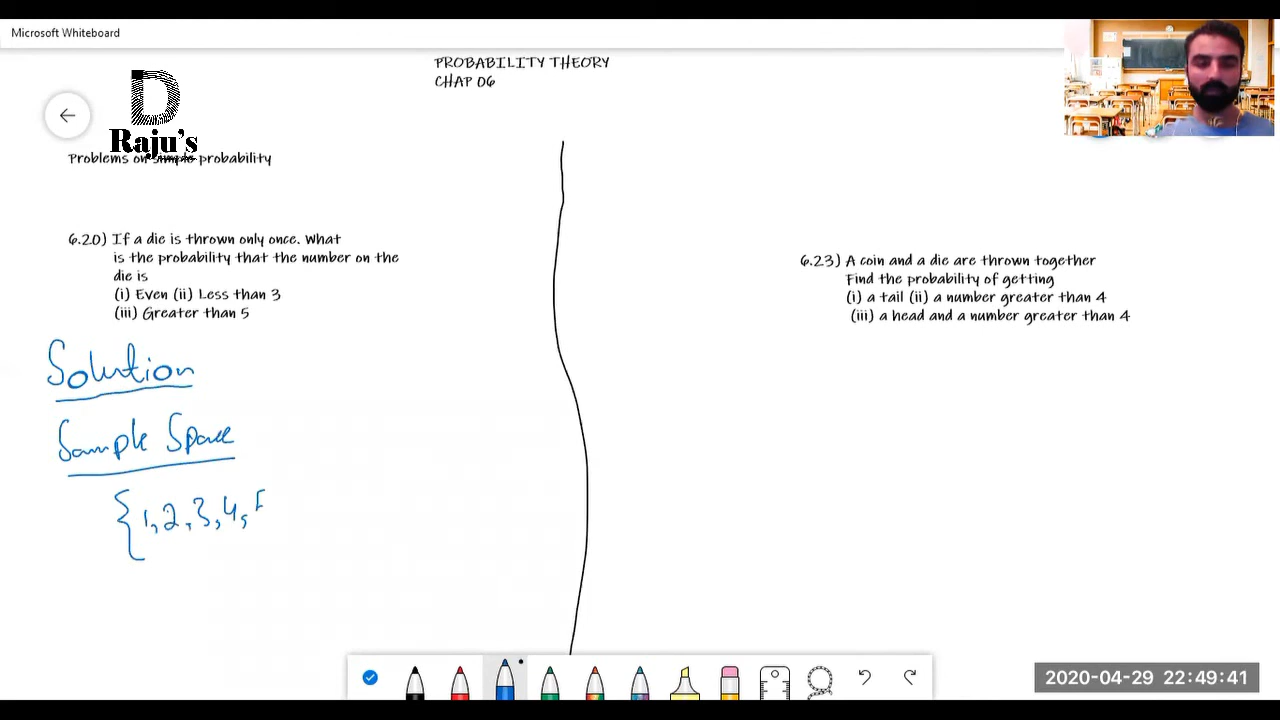 Microsoft Whiteboard
PROBABILITY THEORY
CHAP 06
D
Raju's
Problems on simple probability
6.20) If a die is thrown only once. What
is the probability that the number on the
die is
(i) Even (ii) Less than 3
(iii) Greater than 5
Solution
Sample Space
{1,2,3,4,
6.23) A coin and a die are thrown together
Find the probability of getting
(i) a tail (ii) a number greater than 4
(iii) a head and a number greater than 4
2020-04-29 22:49:41